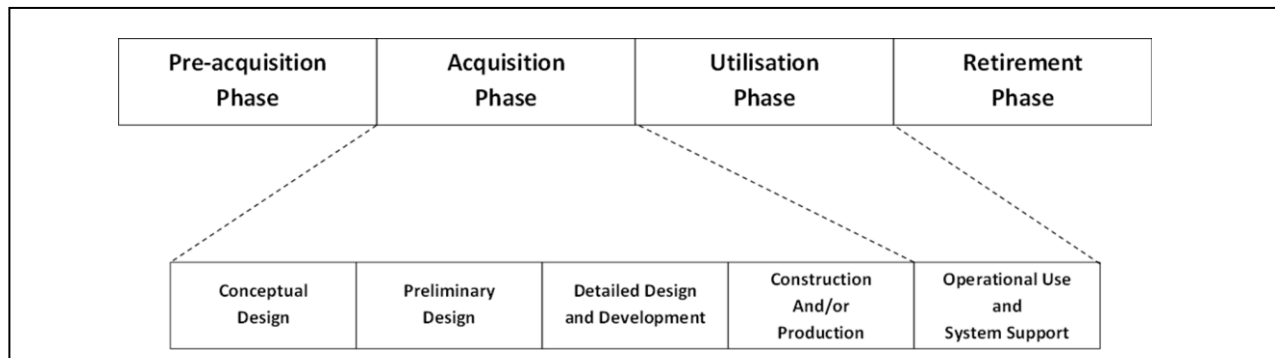 Pre-acquisition
Phase
Acquisition
Phase
Utilisation
Phase
Retirement
Phase
Conceptual
Design
Preliminary
Design
Detailed Design
and Development
Construction
And/or
Production
Operational Use
and
System Support